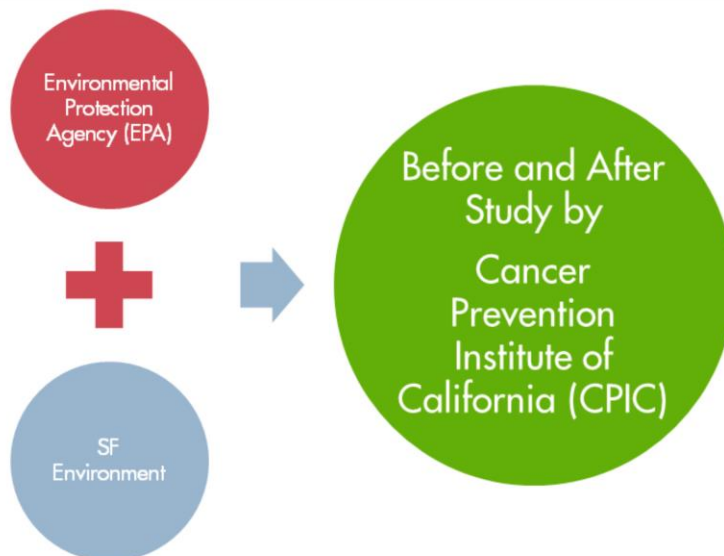 Environmental
Protection
Agency (EPA)
SF
Environment
Before and After
Study by
Cancer
Prevention
Institute of
California (CPIC)